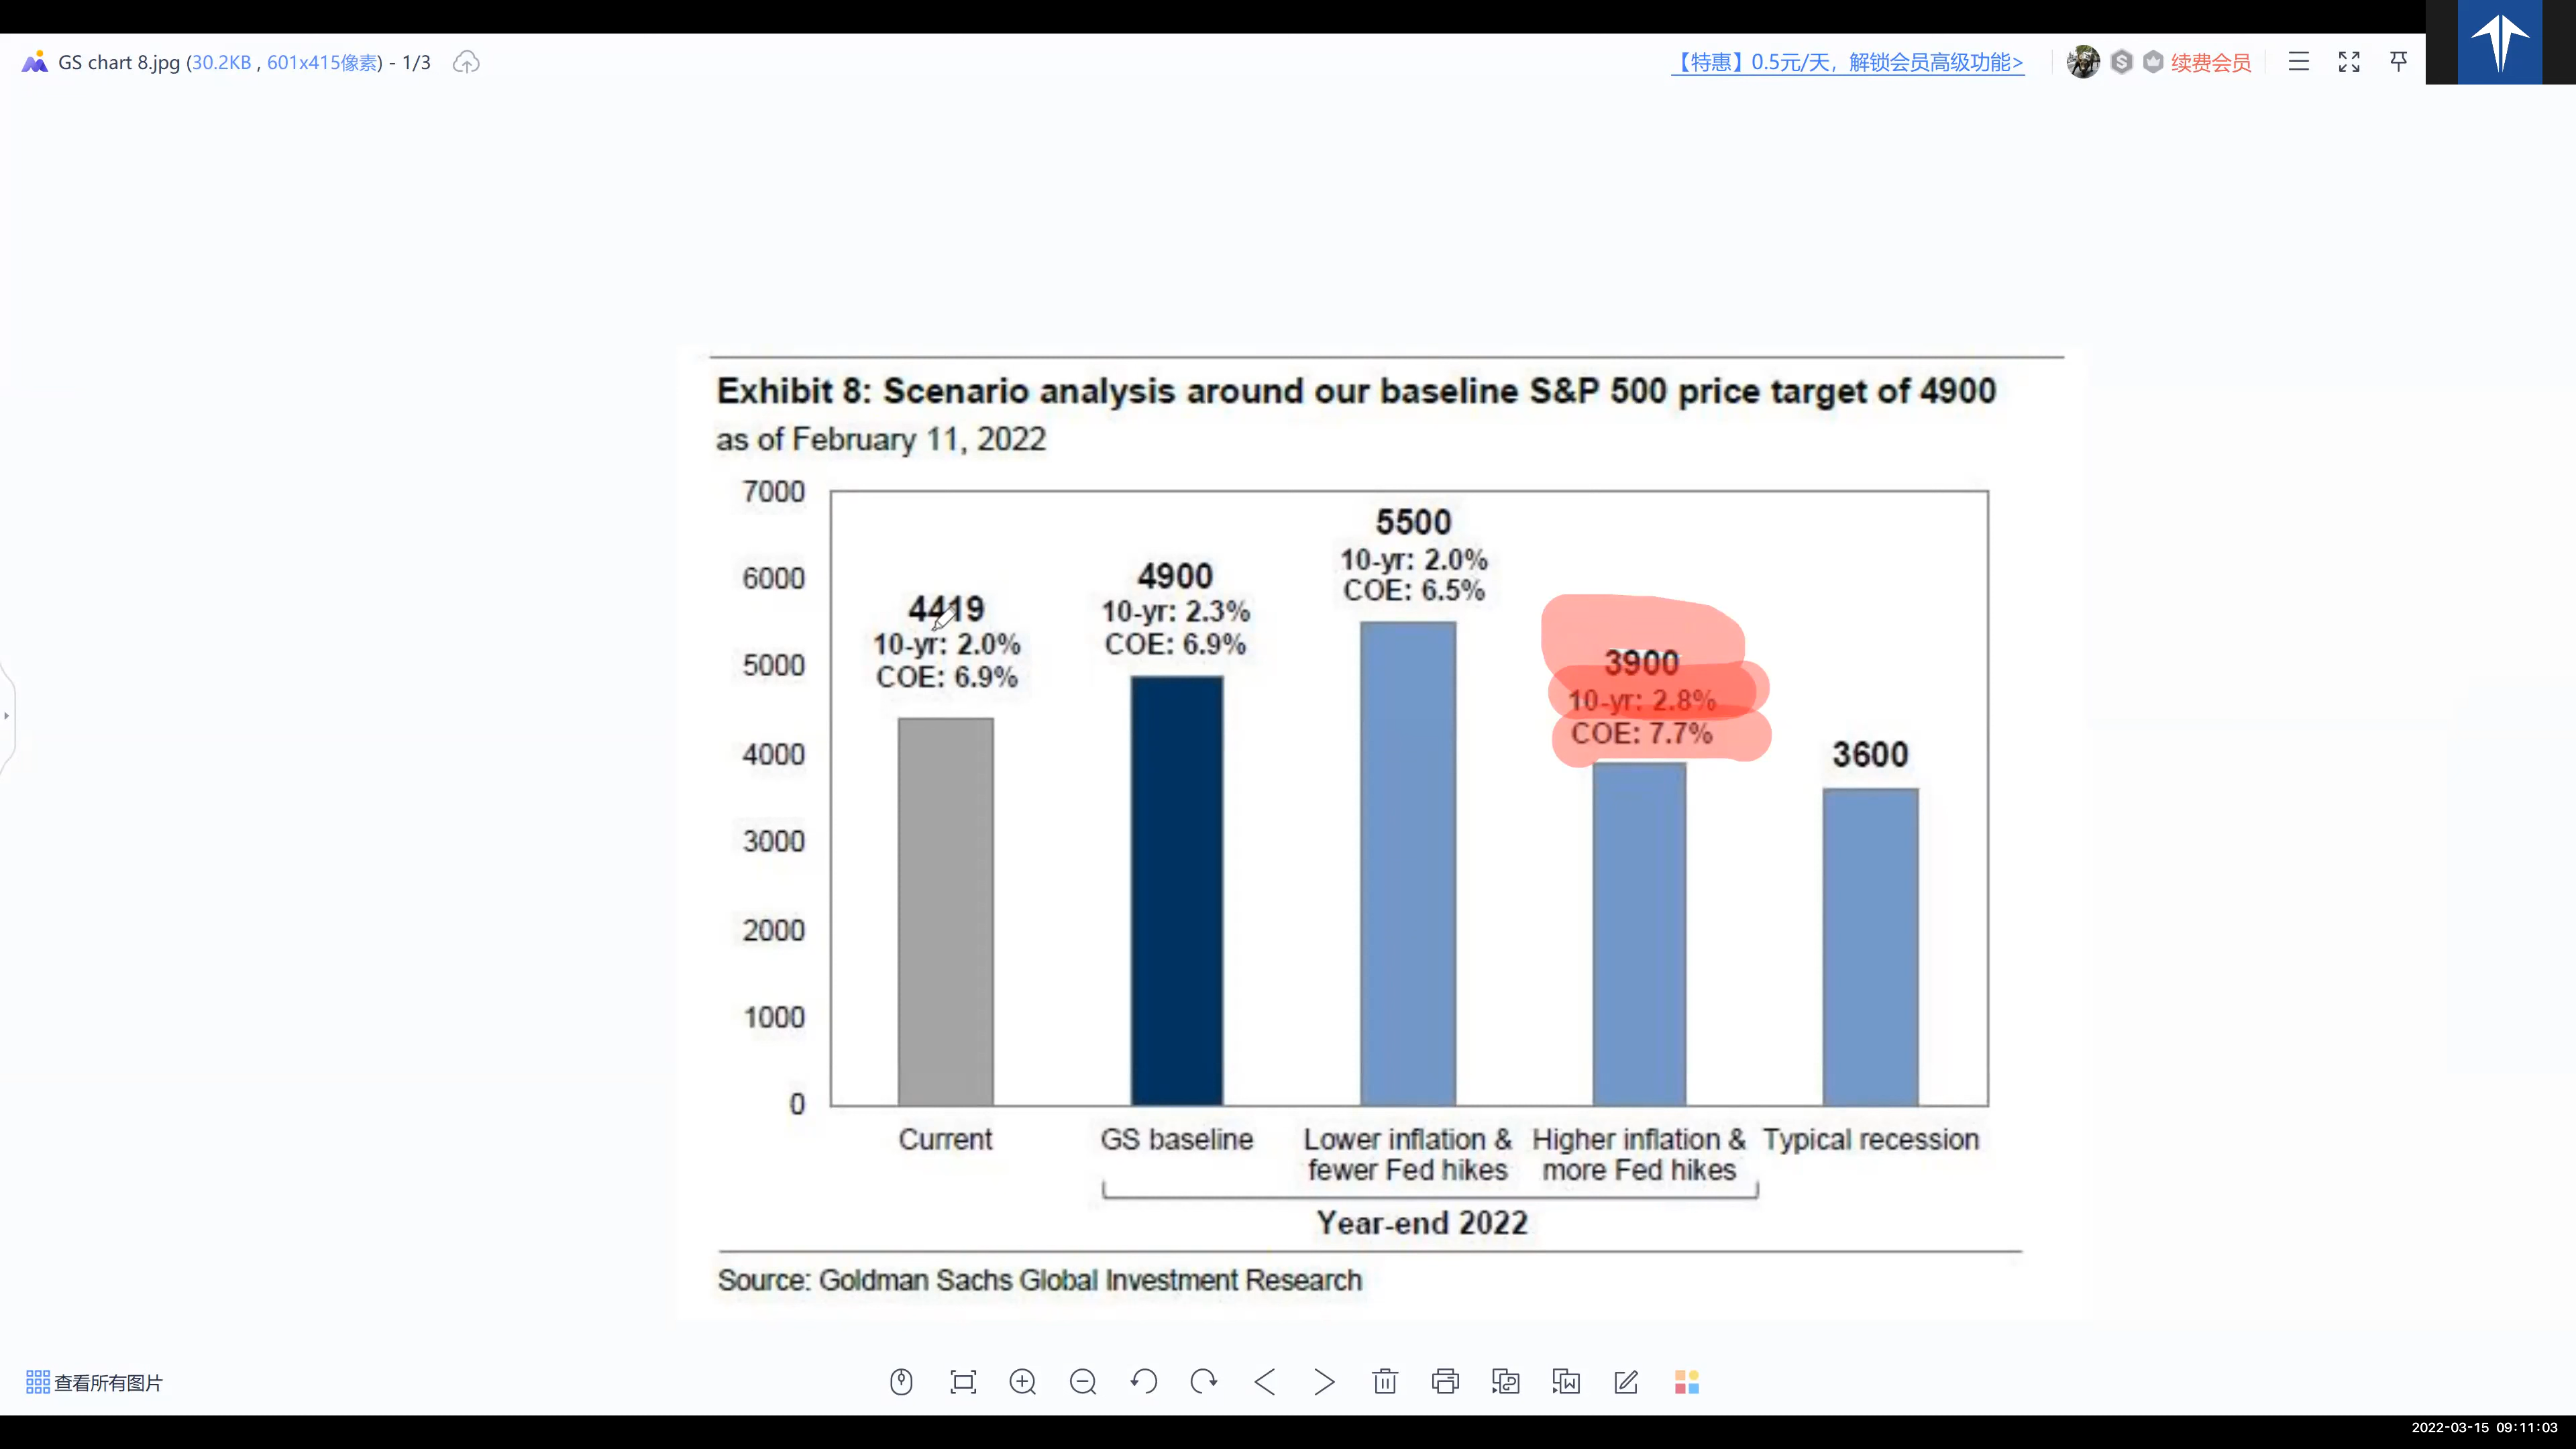 GS chart 8.jpg (30.2KB , 601x415像素) - 1/3
【特惠】0.5元/天，解锁会员高级功能>
续费会员
Exhibit 8: Scenario analysis around our baseline S&P 500 price target of 4900
as of February 11, 2022
7000
6000
5000
4000
3000
2000
1000
0
4419
10-yr: 2.0%
COE: 6.9%
4900
10-yr: 2.3%
COE: 6.9%
5500
10-yr: 2.0%
COE: 6.5%
3900
10-yr: 2.8%
COE: 7.7%
3600
Current
GS baseline
Lower inflation &
fewer Fed hikes
Higher inflation &
more Fed hikes
Typical recession
Year-end 2022
Source: Goldman Sachs Global Investment Research
查看所有图片
2022-03-15 09:11:03